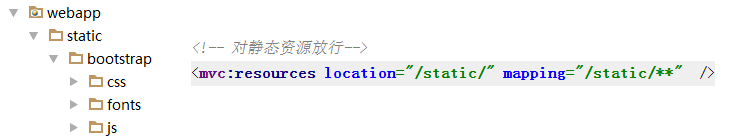 webapp
static
bootstrap
css
fonts
js
<!-- 对静态资源放行-->
<mvc:resources location="/static/" mapping="/static/**" />